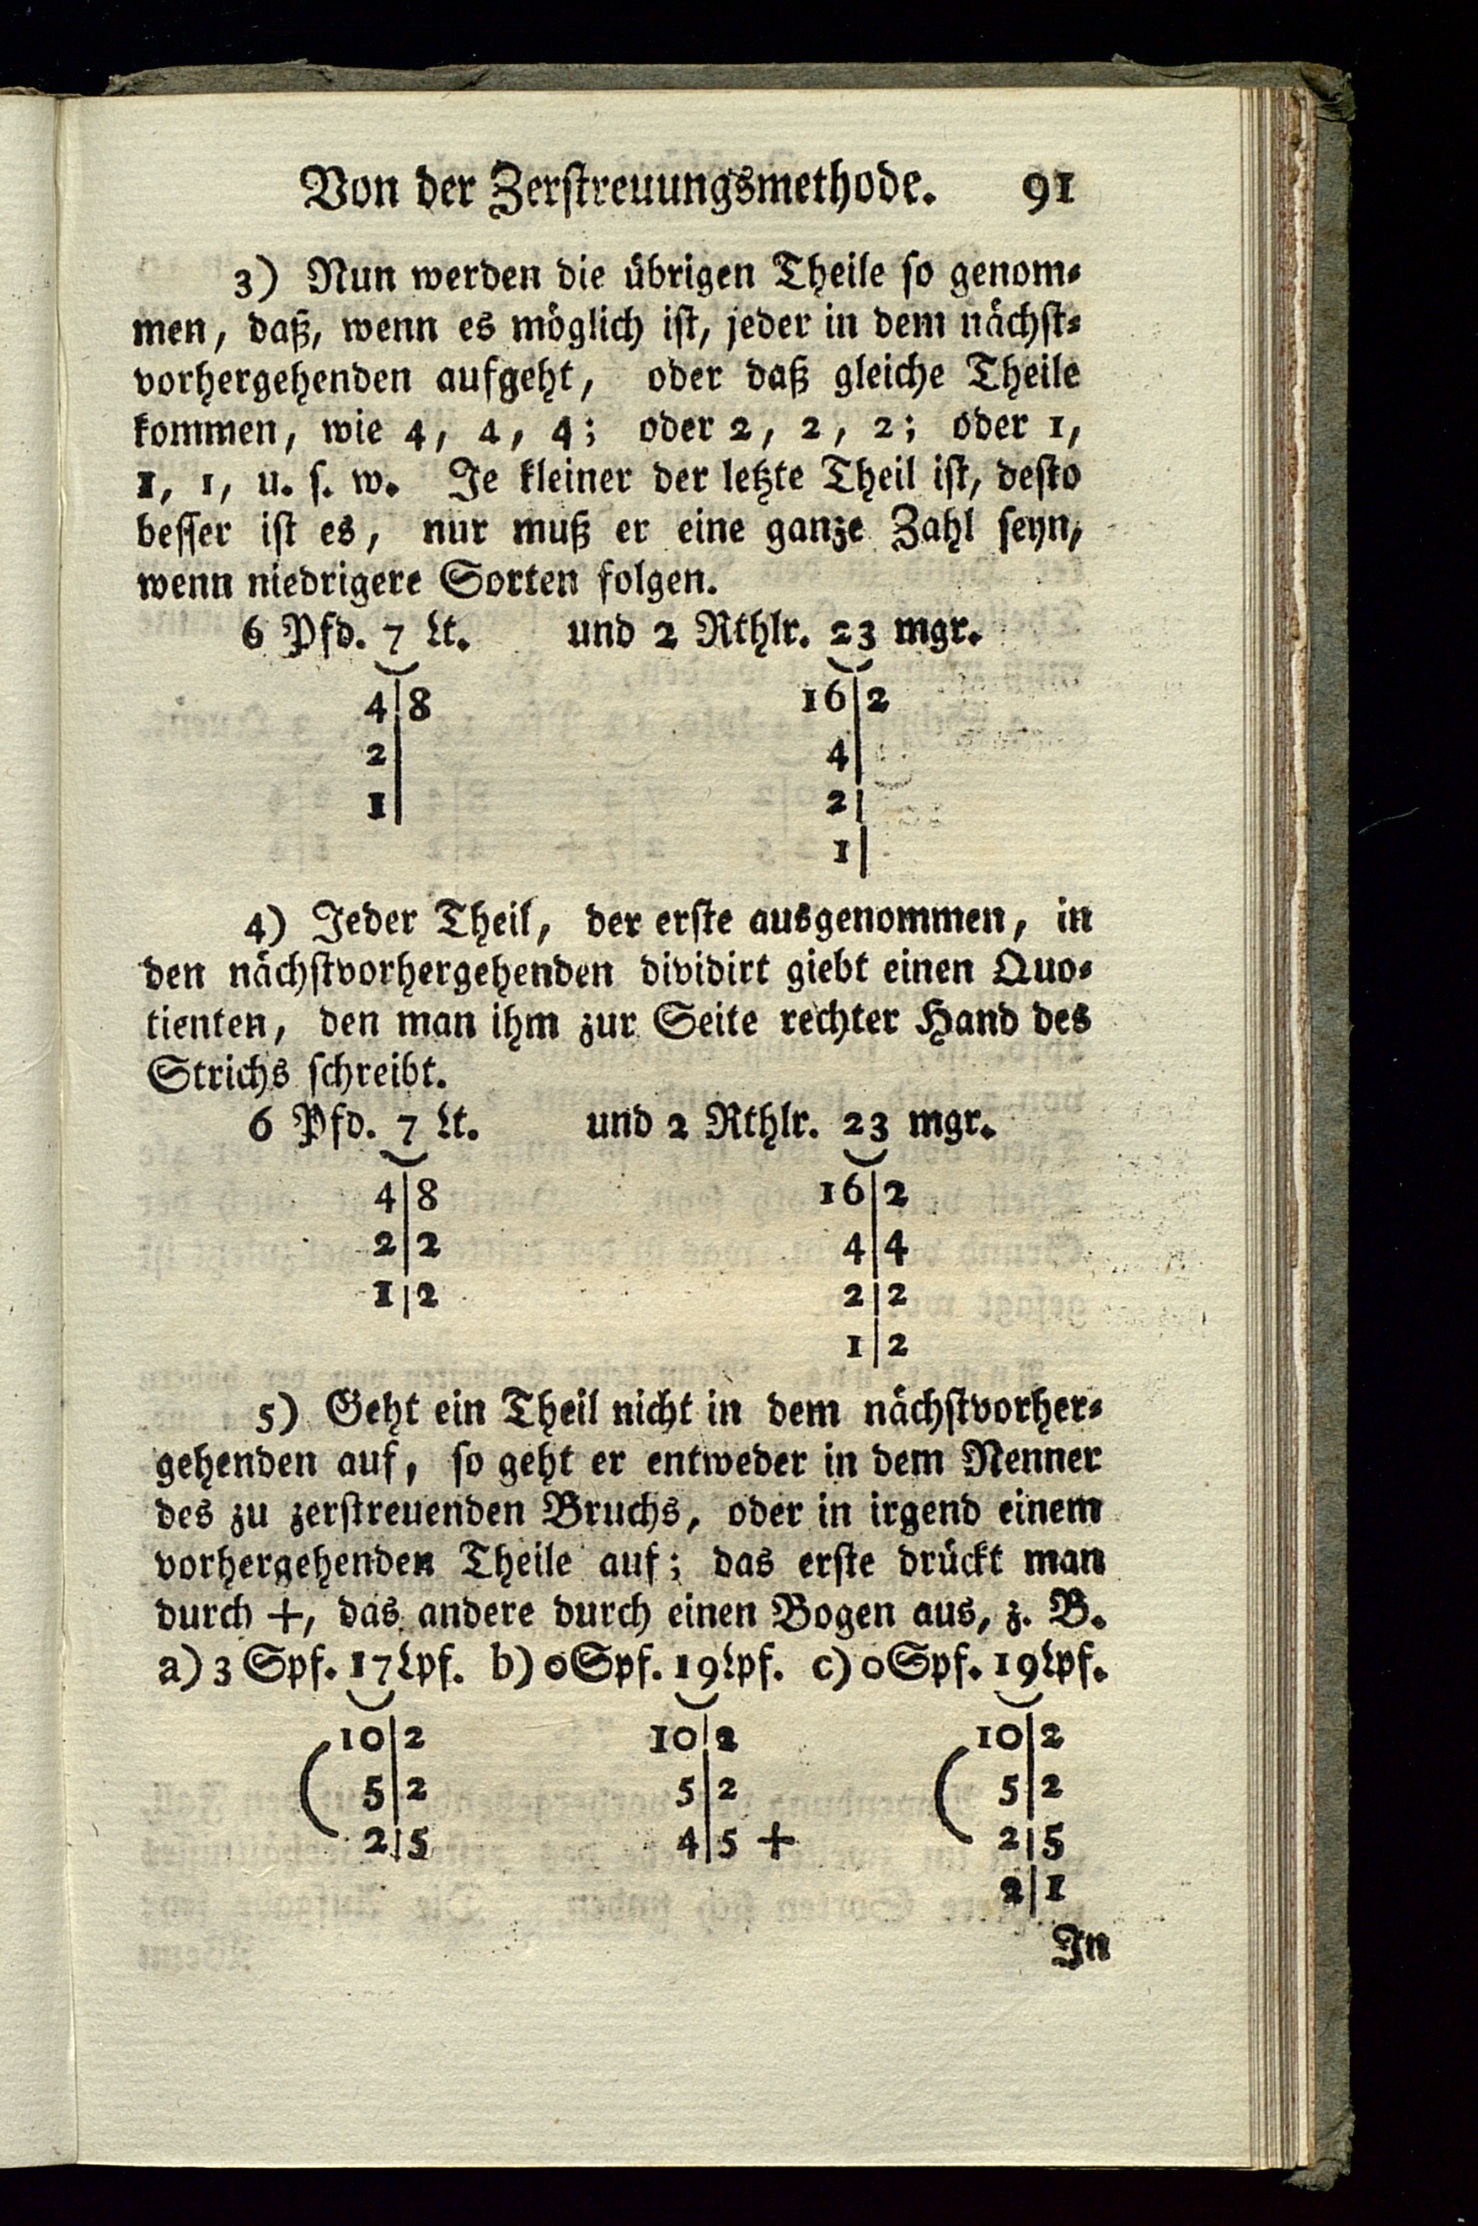 Von der Zerstreuungsmethode. 91
3) Nun werden die übrigen Theile so genom⸗
men, daß, wenn es möglich ist, jeder in dem nächst⸗
vorhergehenden aufgeht, oder daß gleiche Theile
kommen, wie 4, 4, 4; oder 2, 2, 2; oder 1,
1, 1, u. s. w. Je kleiner der letzte Theil ist, desto
besser ist es, nur muß er eine ganze Zahl seyn,
wenn niedrigere Sorten folgen.
6 Pfd. 7 Lt. und 2 Rthlr. 23 mgr.
4|8 16|2
2| 4|
1| 2|
1|
4) Jeder Theil, der erste ausgenommen, in
den nächstvorhergehenden dividirt giebt einen Quo⸗
tienten, den man ihm zur Seite rechter Hand des
Strichs schreibt.
6 Pfd. 7 Lt. und 2 Rthlr. 23 mgr.
4|8 16|2
2|2 4|4
1|2 2|2
1|2
5) Geht ein Theil nicht in dem nächstvorher⸗
gehenden auf, so geht er entweder in dem Nenner
des zu zerstreuenden Bruchs, oder in irgend einem
vorhergehenden Theile auf; das erste drückt man
durch +, das andere durch einen Bogen aus, z. B.
a) 3 Spf. 17 Lpf. b) 0 Spf. 19 Lpf. c) 0 Spf. 19 Lpf.
10|2 10|2 10|2
5|2 5|2 5|2
2|5 4|5 + 2|5
2|1
In